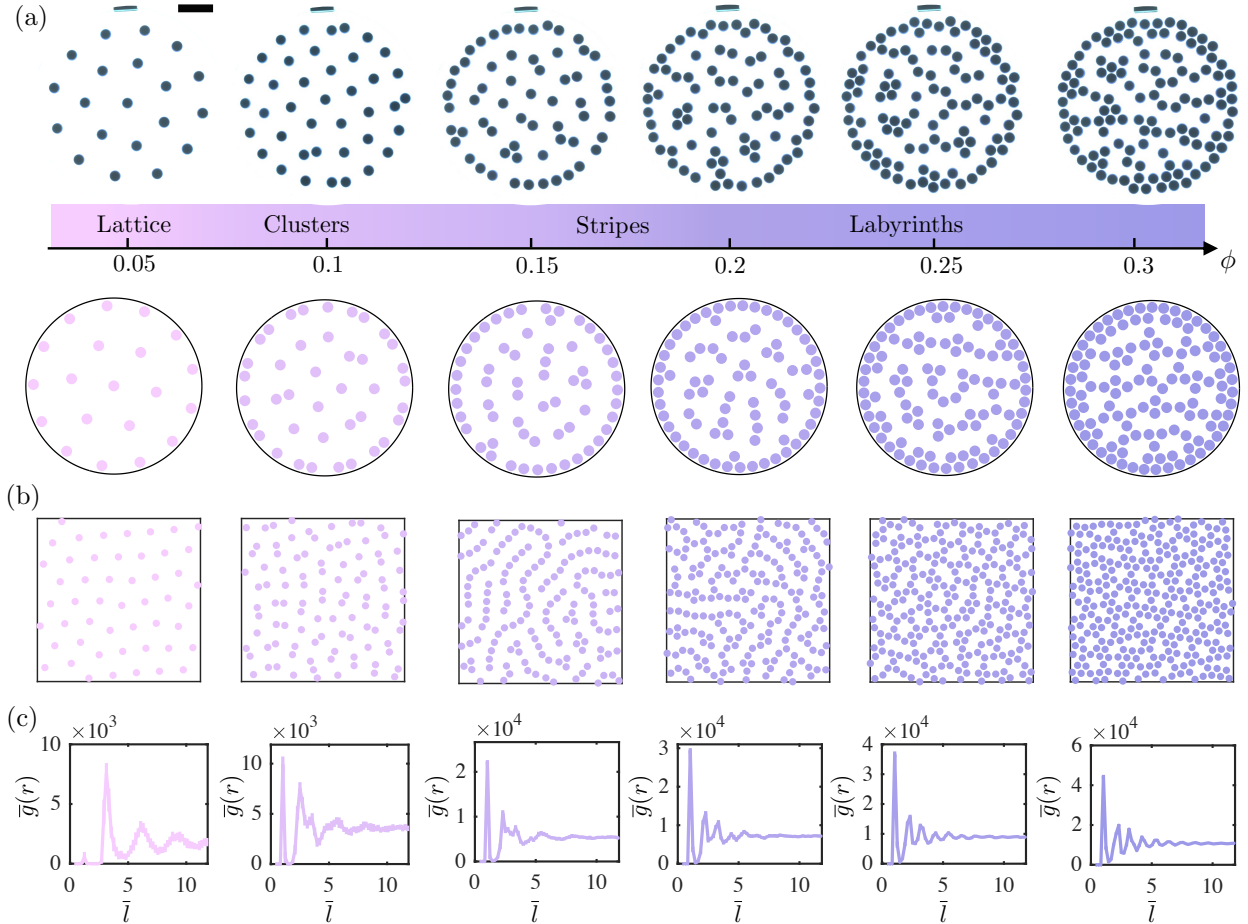 (a)
Lattice Clusters Stripes Labyrinths
0.05 0.1 0.15 0.2 0.25 0.3 ϕ
(b)
(c)
×10³ ×10³ ×10⁴ ×10⁴ ×10⁴ ×10⁴
g̅(r) 10 5 0
0 5 10
l̅
g̅(r) 10 5 0
0 5 10
l̅
g̅(r) 2 1 0
0 5 10
l̅
g̅(r) 3 2 1 0
0 5 10
l̅
g̅(r) 4 3 2 1 0
0 5 10
l̅
g̅(r) 6 4 2 0
0 5 10
l̅